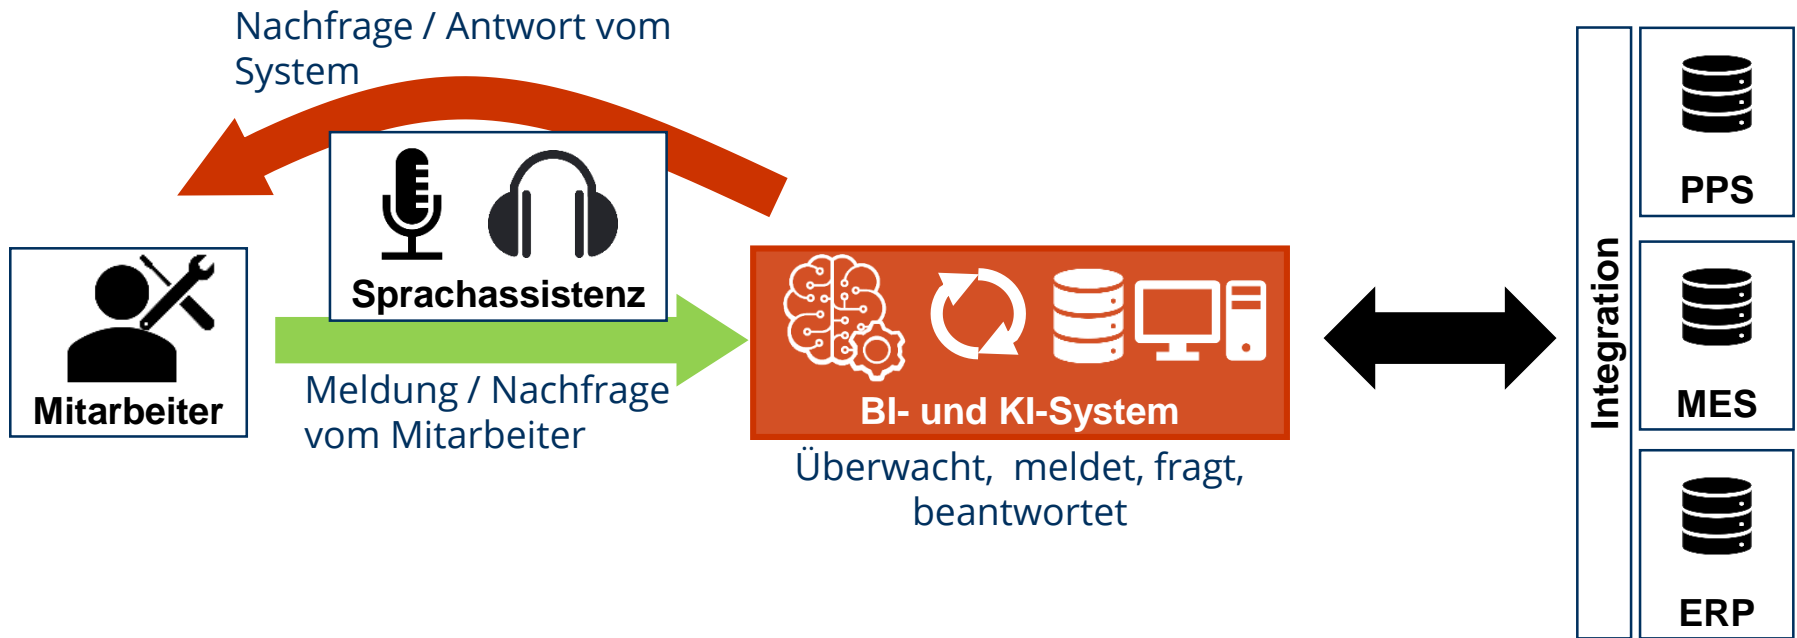 Nachfrage / Antwort vom
System
Sprachassistenz
Mitarbeiter
Meldung / Nachfrage
vom Mitarbeiter
BI- und KI-System
Überwacht, meldet, fragt,
beantwortet
Integration
PPS
MES
ERP